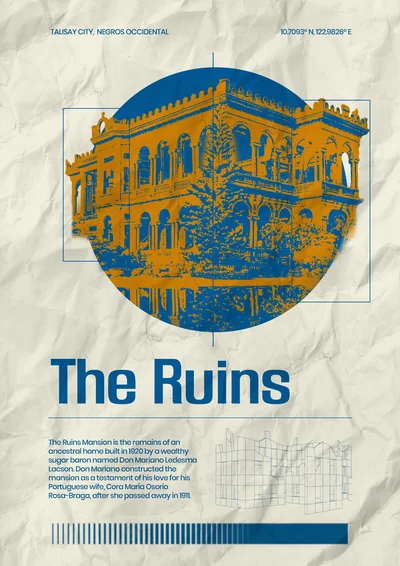 TALISAY CITY, NEGROS OCCIDENTAL
10.7093° N, 122.9826° E
The Ruins
The Ruins Mansion is the remains of an
ancestral home built in 1920 by a wealthy
sugar baron named Don Mariano Ledesma
Lacson. Don Mariano constructed the
mansion as a testament of his love for his
Portuguese wife, Cora Maria Osorio
Rosa-Braga, after she passed away in 1911.